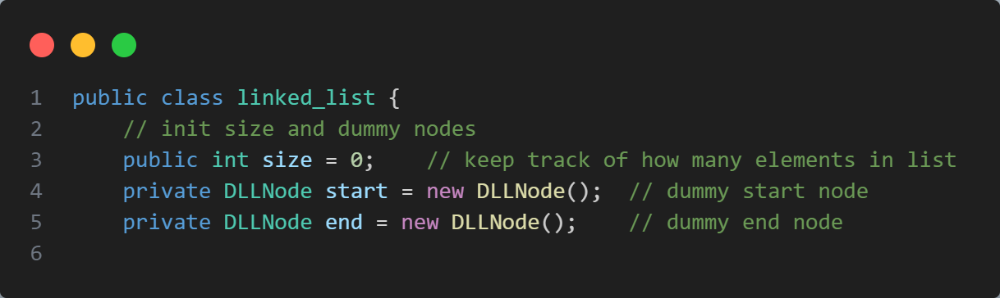 1 public class linked_list {
2     // init size and dummy nodes
3     public int size = 0;    // keep track of how many elements in list
4     private DLLNode start = new DLLNode();  // dummy start node
5     private DLLNode end = new DLLNode();    // dummy end node
6